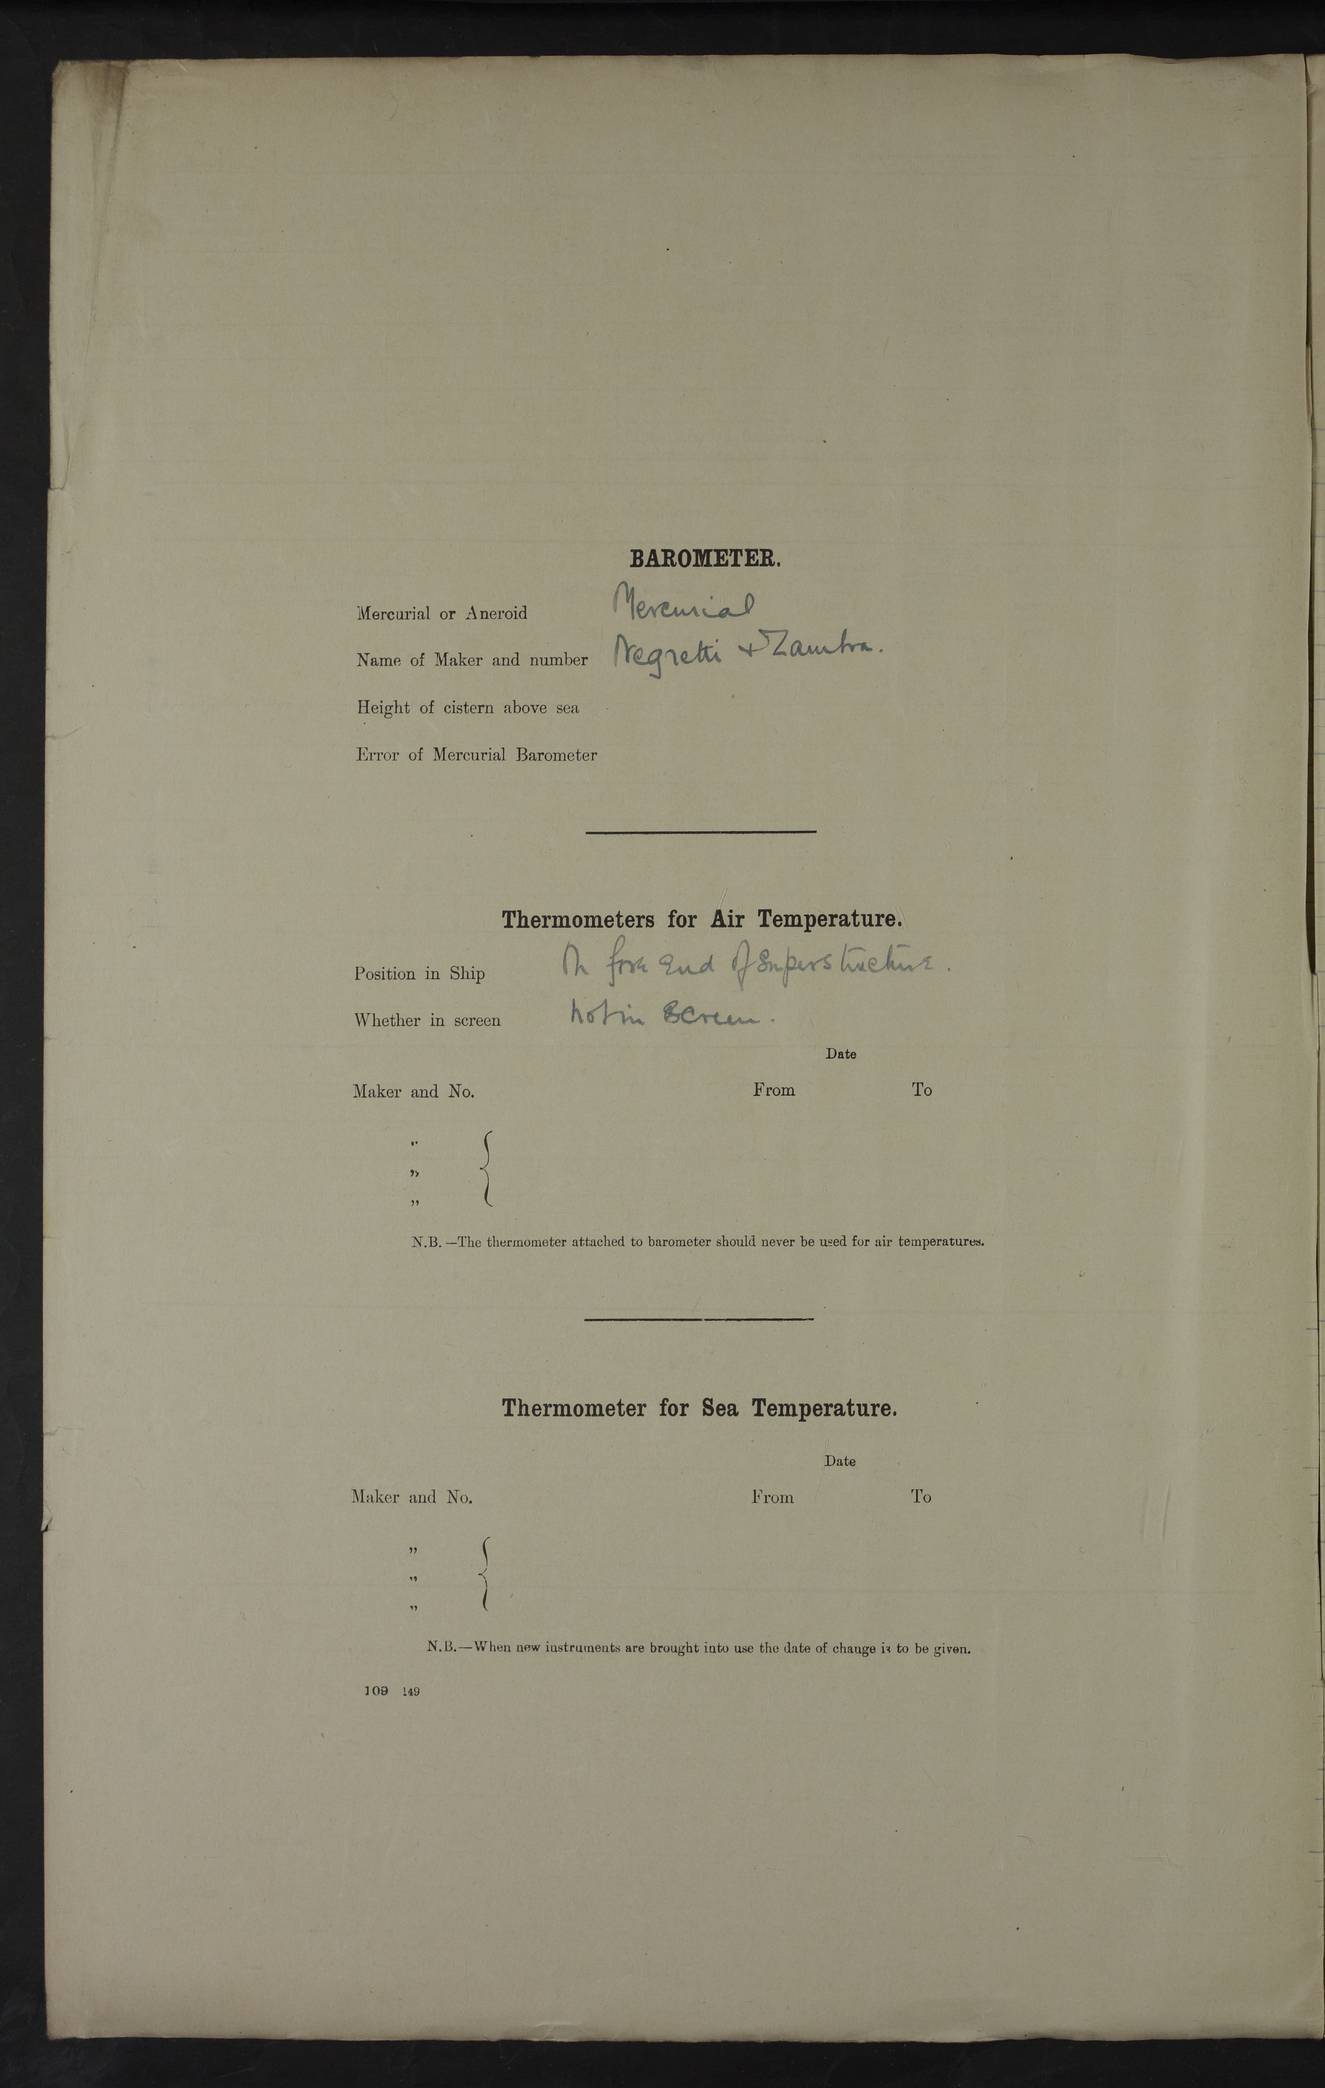 BAROMETER.
Mercurial or Aneroid Mercurial
Name of Maker and number Negretti & Zambra.
Height of cistern above sea
Error of Mercurial Barometer
Thermometers for Air Temperature.
Position in Ship On fore end of Superstructure.
Whether in screen Not in Screen.
Date
Maker and No. From To
"
"
"
N.B.—The thermometer attached to barometer should never be used for air temperatures.
Thermometer for Sea Temperature.
Date
Maker and No. From To
"
"
"
N.B.—When new instruments are brought into use the date of change is to be given.
109 149